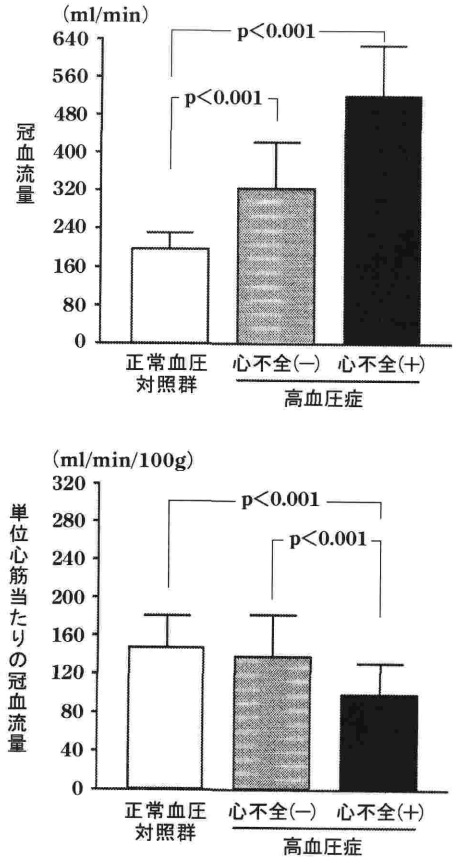 (ml/min)
640
560
480
400
320
240
160
80
0
冠血流量
p<0.001
p<0.001
正常血圧
対照群
心不全(−)
心不全(+)
高血圧症
(ml/min/100g)
320
280
240
200
160
120
80
40
0
単位心筋当たりの冠血流量
p<0.001
p<0.001
正常血圧
対照群
心不全(−)
心不全(+)
高血圧症